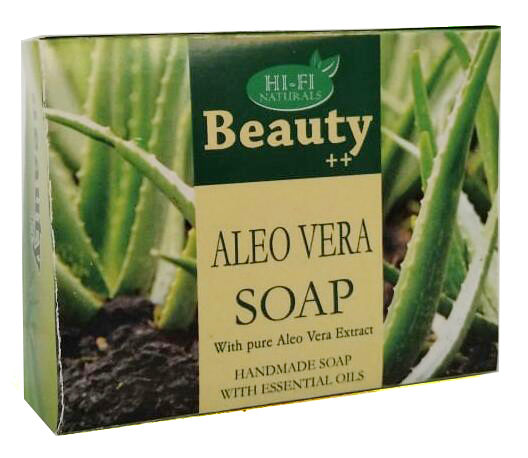 HI-FI
NATURALS
Beauty
++
ALEO VERA
SOAP
With pure Aleo Vera Extract
HANDMADE SOAP
WITH ESSENTIAL OILS